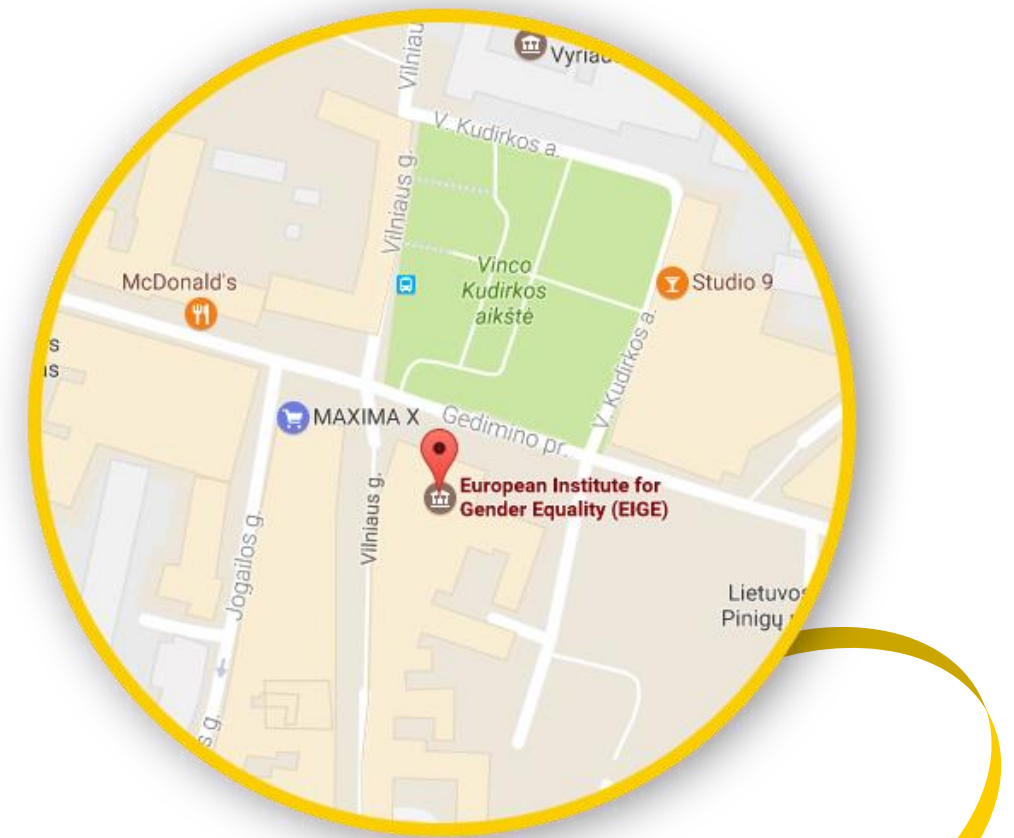 Vilniau
Vyriau
V. Kudirkos a.
Vilniaus g.
McDonald's
Vinco
Kudirkos
aikštė
Studio 9
s
as
V. Kudirkos a.
MAXIMA X
Gedimino pr.
European Institute for
Gender Equality (EIGE)
Vilniaus g.
Jogailos g.
Lietuvos
Pinigų
s g.